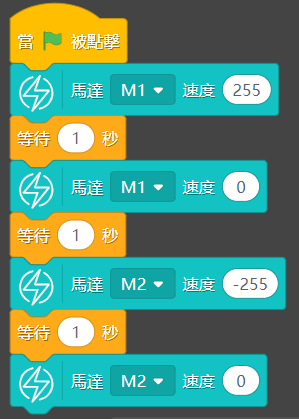 當 被點擊
馬達 M1 速度 255
等待 1 秒
馬達 M1 速度 0
等待 1 秒
馬達 M2 速度 -255
等待 1 秒
馬達 M2 速度 0